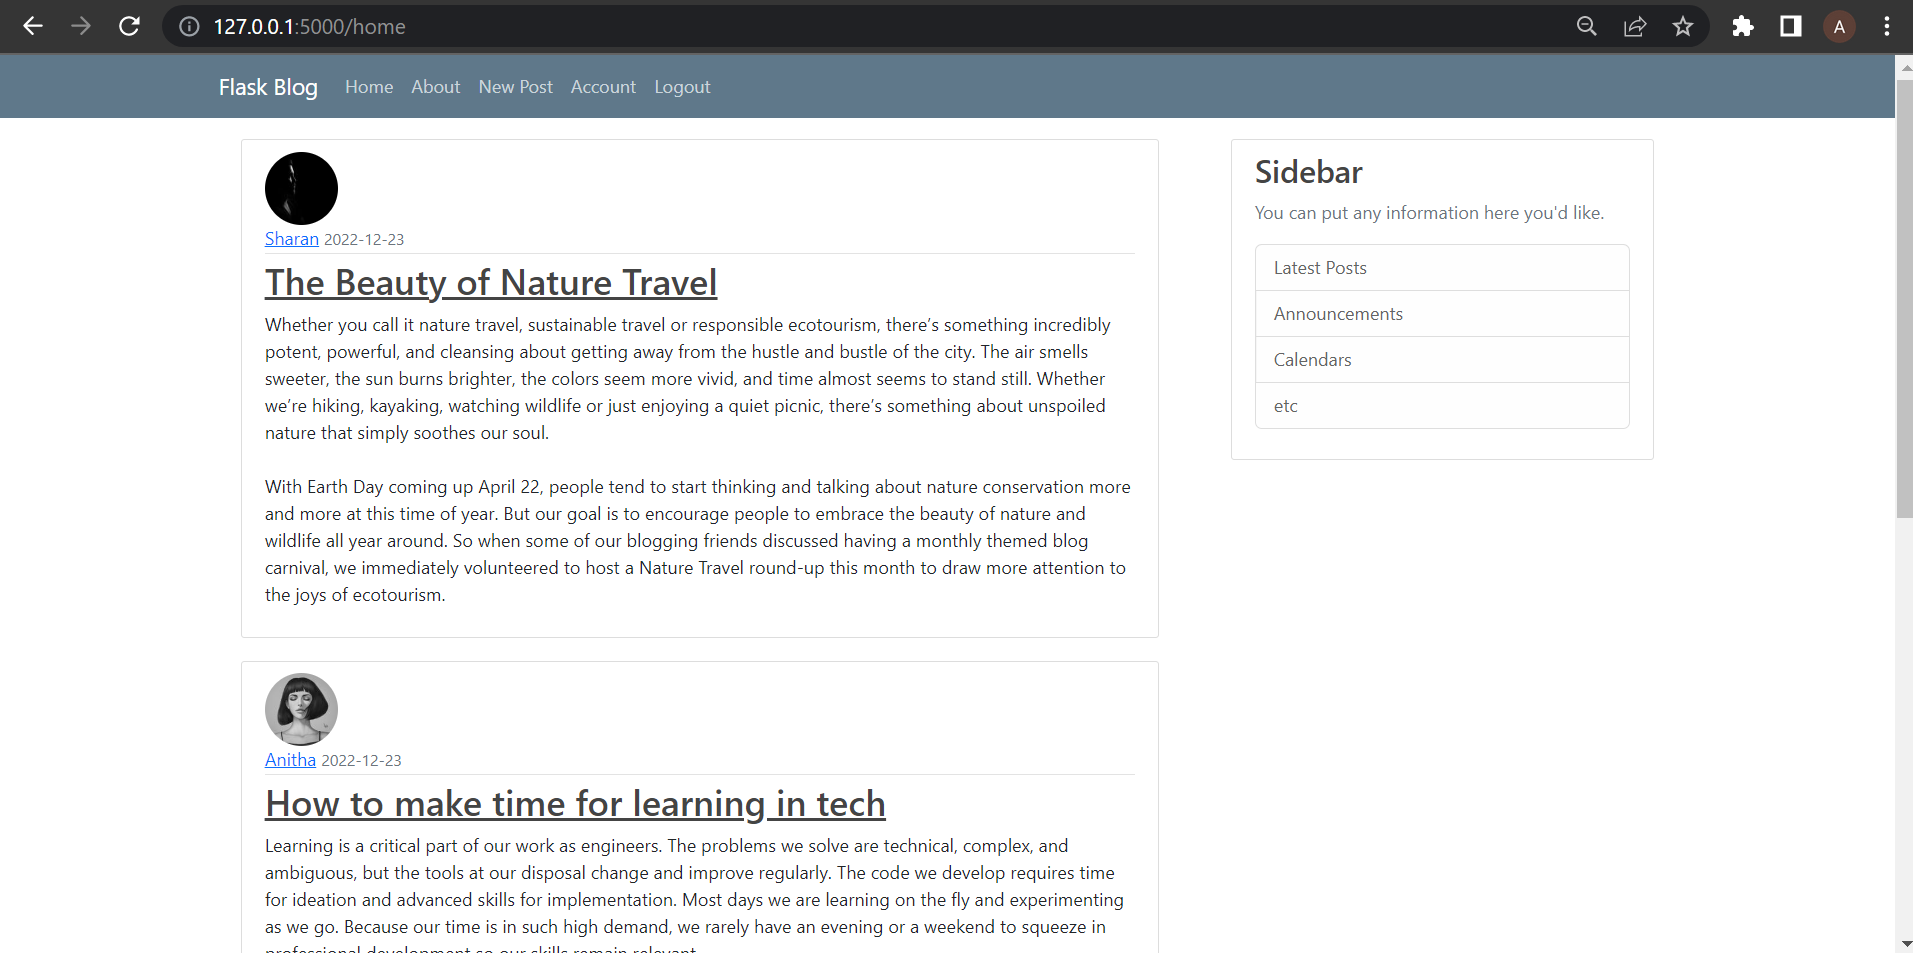 127.0.0.1:5000/home
A
Flask Blog Home About New Post Account Logout
Sharan 2022-12-23
The Beauty of Nature Travel
Whether you call it nature travel, sustainable travel or responsible ecotourism, there’s something incredibly
potent, powerful, and cleansing about getting away from the hustle and bustle of the city. The air smells
sweeter, the sun burns brighter, the colors seem more vivid, and time almost seems to stand still. Whether
we’re hiking, kayaking, watching wildlife or just enjoying a quiet picnic, there’s something about unspoiled
nature that simply soothes our soul.
With Earth Day coming up April 22, people tend to start thinking and talking about nature conservation more
and more at this time of year. But our goal is to encourage people to embrace the beauty of nature and
wildlife all year around. So when some of our blogging friends discussed having a monthly themed blog
carnival, we immediately volunteered to host a Nature Travel round-up this month to draw more attention to
the joys of ecotourism.
Anitha 2022-12-23
How to make time for learning in tech
Learning is a critical part of our work as engineers. The problems we solve are technical, complex, and
ambiguous, but the tools at our disposal change and improve regularly. The code we develop requires time
for ideation and advanced skills for implementation. Most days we are learning on the fly and experimenting
as we go. Because our time is in such high demand, we rarely have an evening or a weekend to squeeze in
professional development so our skills remain relevant.
Sidebar
You can put any information here you'd like.
Latest Posts
Announcements
Calendars
etc